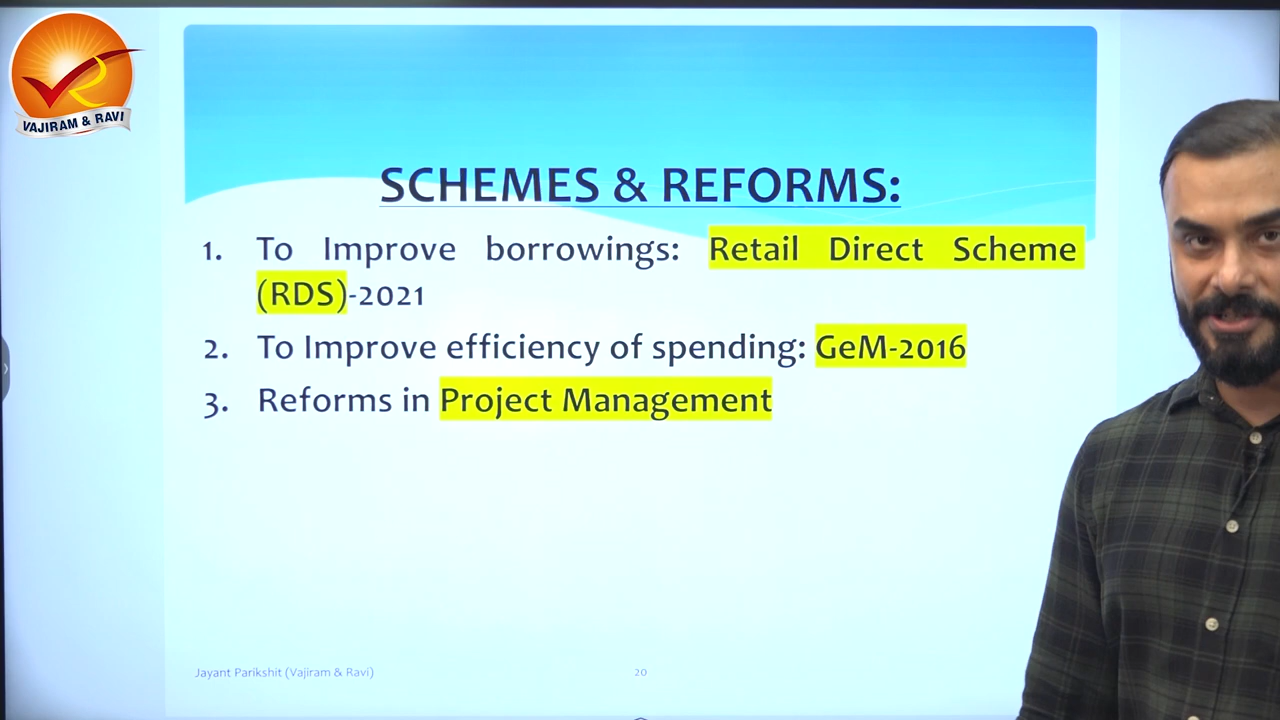 VAJIRAM & RAVI
SCHEMES & REFORMS:
1. To Improve borrowings: Retail Direct Scheme
(RDS)-2021
2. To Improve efficiency of spending: GeM-2016
3. Reforms in Project Management
Jayant Parikshit (Vajiram & Ravi)
20